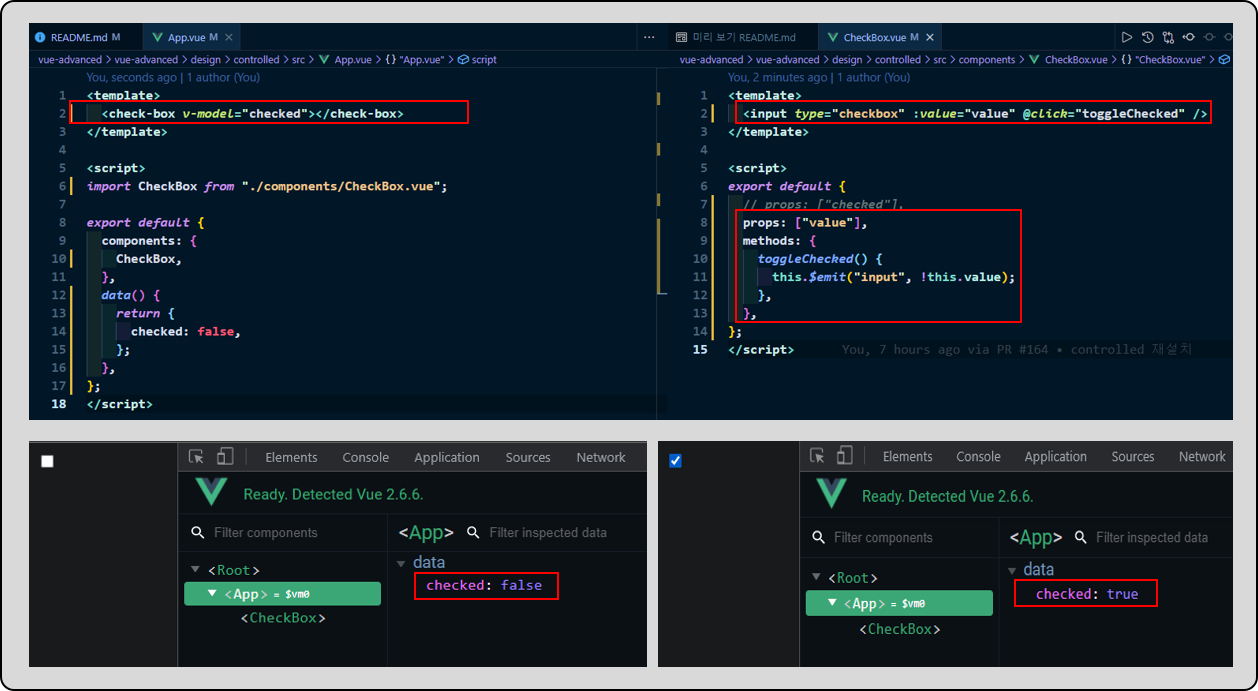 README.md M
App.vue M ×
...
미리 보기 README.md
CheckBox.vue M ×
vue-advanced > vue-advanced > design > controlled > src > App.vue > {} "App.vue" > script
You, seconds ago | 1 author (You)
1 <template>
2 <check-box v-model="checked"></check-box>
3 </template>
4
5 <script>
6 import CheckBox from "./components/CheckBox.vue";
7
8 export default {
9 components: {
10 CheckBox,
11 },
12 data() {
13 return {
14 checked: false,
15 };
16 },
17 };
18 </script>
vue-advanced > vue-advanced > design > controlled > src > components > CheckBox.vue > {} "CheckBox.vue" >
You, 2 minutes ago | 1 author (You)
1 <template>
2 <input type="checkbox" :value="value" @click="toggleChecked" />
3 </template>
4
5 <script>
6 export default {
7 // props: ["checked"],
8 props: ["value"],
9 methods: {
10 toggleChecked() {
11 this.$emit("input", !this.value);
12 },
13 },
14 };
15 </script> You, 7 hours ago via PR #164 • controlled 재설치
Elements Console Application Sources Network
Ready. Detected Vue 2.6.6.
Filter components
<App> Filter inspected data
<Root>
<App> = $vm0
<CheckBox>
data
checked: false
Elements Console Application Sources Network
Ready. Detected Vue 2.6.6.
Filter components
<App> Filter inspected data
<Root>
<App> = $vm0
<CheckBox>
data
checked: true